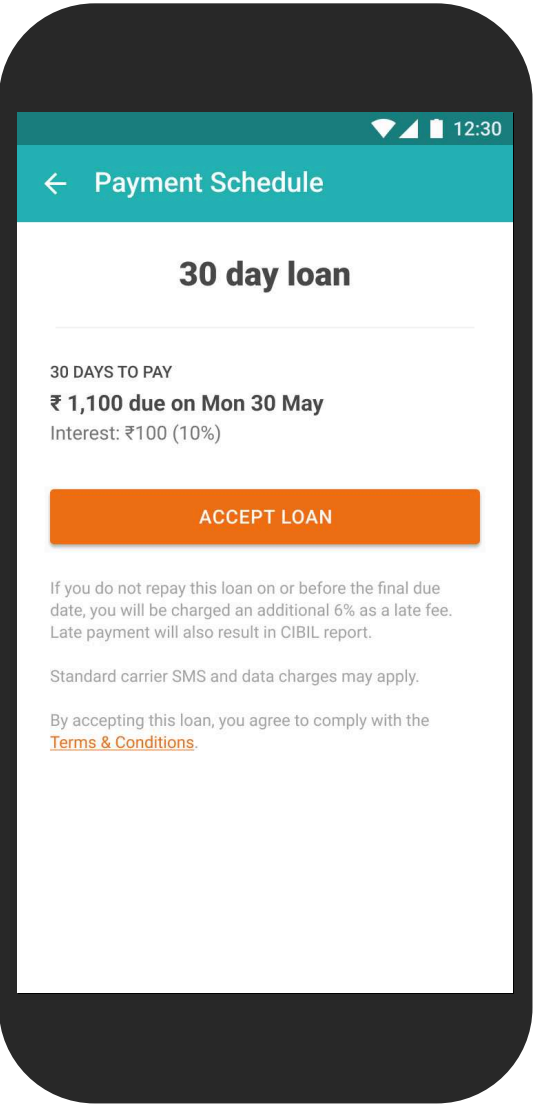 12:30
Payment Schedule
30 day loan
30 DAYS TO PAY
₹ 1,100 due on Mon 30 May
Interest: ₹100 (10%)
ACCEPT LOAN
If you do not repay this loan on or before the final due
date, you will be charged an additional 6% as a late fee.
Late payment will also result in CIBIL report.
Standard carrier SMS and data charges may apply.
By accepting this loan, you agree to comply with the
Terms & Conditions.